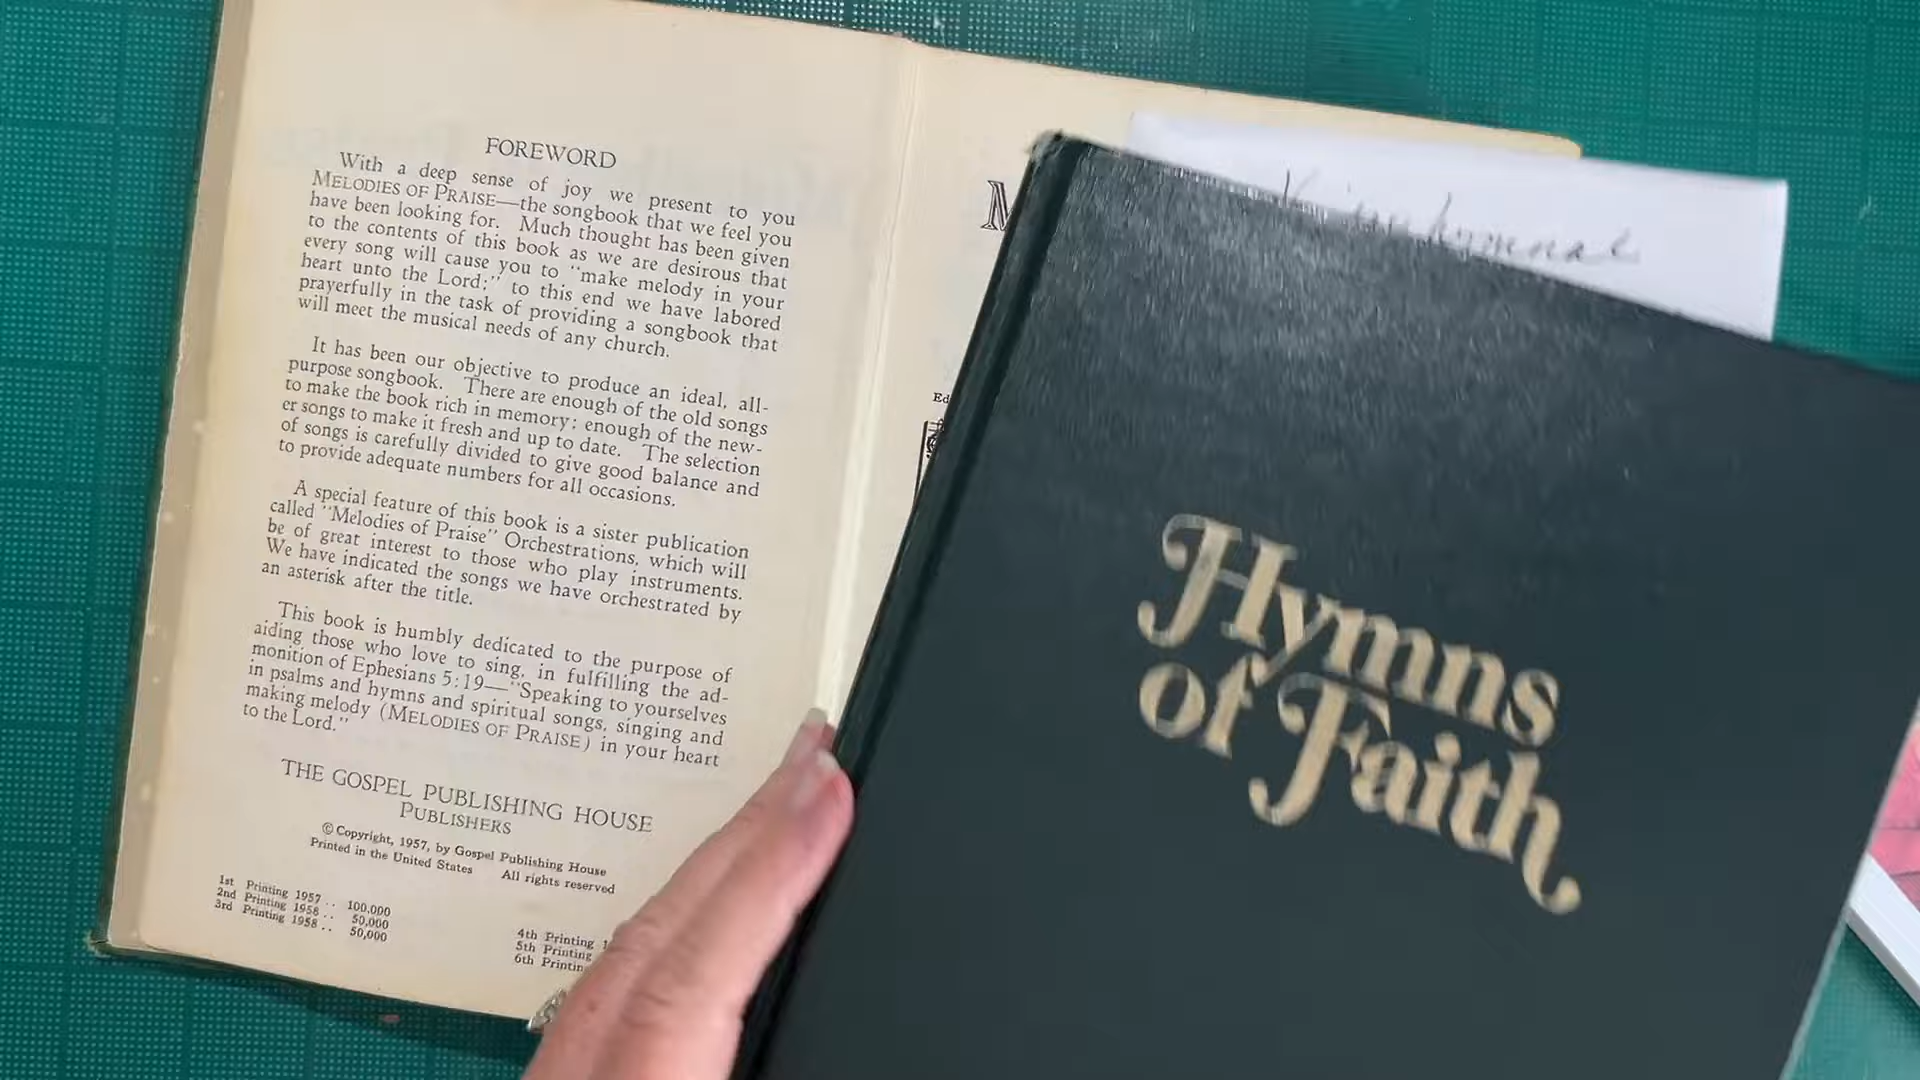 FOREWORD
With a deep sense of joy we present to you
MELODIES OF PRAISE—the songbook that we feel you
have been looking for. Much thought has been given
to the contents of this book as we are desirous that
every song will cause you to "make melody in your
heart unto the Lord;" to this end we have labored
prayerfully in the task of providing a songbook that
will meet the musical needs of any church.
It has been our objective to produce an ideal, all-
purpose songbook. There are enough of the old songs
to make the book rich in memory; enough of the new-
er songs to make it fresh and up to date. The selection
of songs is carefully divided to give good balance and
to provide adequate numbers for all occasions.
A special feature of this book is a sister publication
called "Melodies of Praise" Orchestrations, which will
be of great interest to those who play instruments.
We have indicated the songs we have orchestrated by
an asterisk after the title.
This book is humbly dedicated to the purpose of
aiding those who love to sing, in fulfilling the ad-
monition of Ephesians 5:19—"Speaking to yourselves
in psalms and hymns and spiritual songs, singing and
making melody (MELODIES OF PRAISE) in your heart
to the Lord."
THE GOSPEL PUBLISHING HOUSE
PUBLISHERS
© Copyright, 1957, by Gospel Publishing House
Printed in the United States All rights reserved
1st Printing 1957 .. 100,000
2nd Printing 1958 .. 50,000
3rd Printing 1958 .. 50,000
4th Printing 1
5th Printing
6th Printin
M
Ed
hymnal
Hymns
of Faith